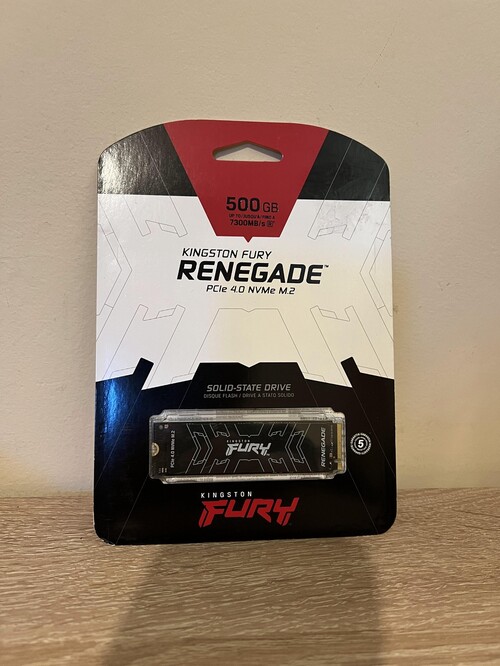 500 GB
7300MB/s
KINGSTON FURY
RENEGADE™
PCIe 4.0 NVMe M.2
SOLID-STATE DRIVE
DISQUE FLASH / DRIVE A STATO SOLIDO
PCIe 4.0 NVMe M.2
KINGSTON
FURY
RENEGADE
5
KINGSTON
FURY